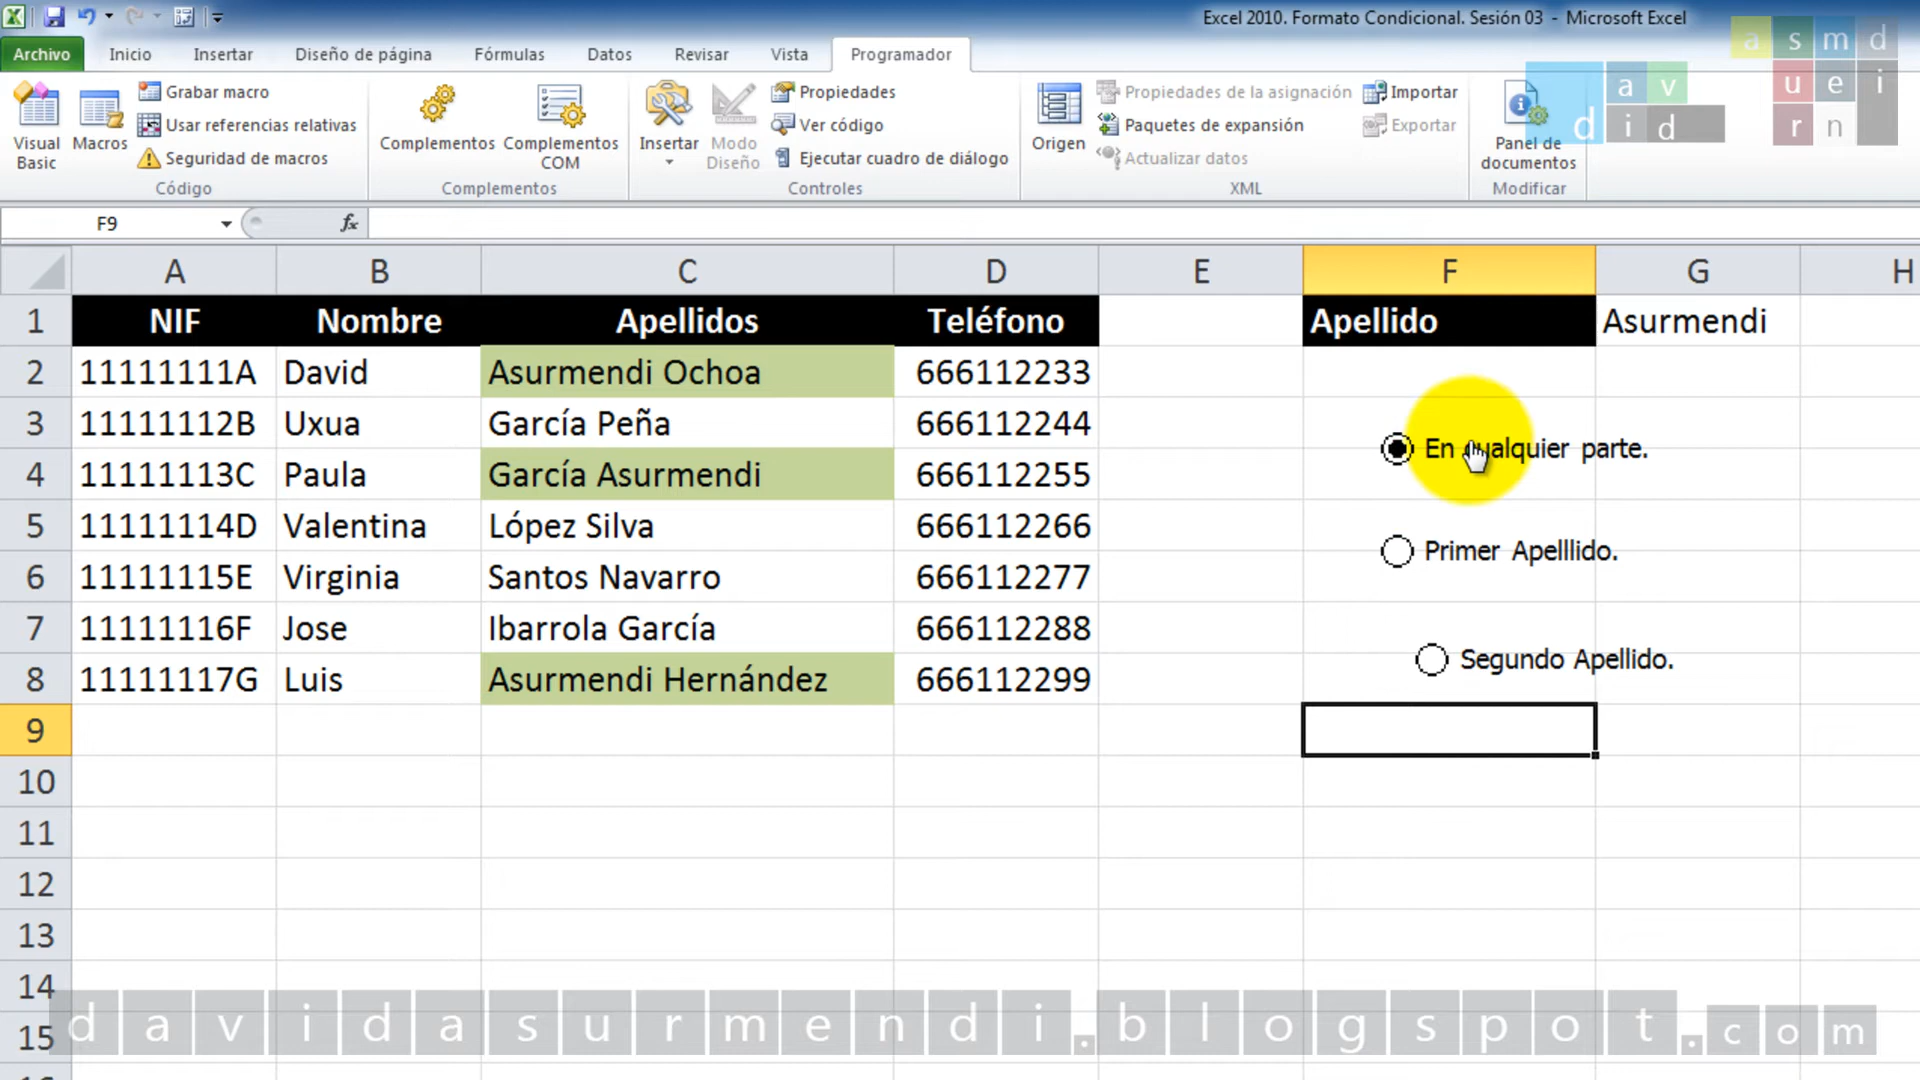 Excel 2010. Formato Condicional. Sesión 03 - Microsoft Excel
Archivo Inicio Insertar Diseño de página Fórmulas Datos Revisar Vista Programador
Visual Basic
Macros
Grabar macro
Usar referencias relativas
Seguridad de macros
Código
Complementos
Complementos COM
Complementos
Insertar
Modo Diseño
Propiedades
Ver código
Ejecutar cuadro de diálogo
Controles
Origen
Propiedades de la asignación
Paquetes de expansión
Actualizar datos
Importar
Exportar
XML
Panel de documentos
Modificar
a s m d
d a v u e i
i d r n
F9 fx
A B C D E F G H
1 NIF Nombre Apellidos Teléfono Apellido Asurmendi
2 11111111A David Asurmendi Ochoa 666112233
3 11111112B Uxua García Peña 666112244
En cualquier parte.
4 11111113C Paula García Asurmendi 666112255
5 11111114D Valentina López Silva 666112266
Primer Apelllido.
6 11111115E Virginia Santos Navarro 666112277
7 11111116F Jose Ibarrola García 666112288
Segundo Apellido.
8 11111117G Luis Asurmendi Hernández 666112299
9
10
11
12
13
14
davidasurmendi.blogspot.com
15